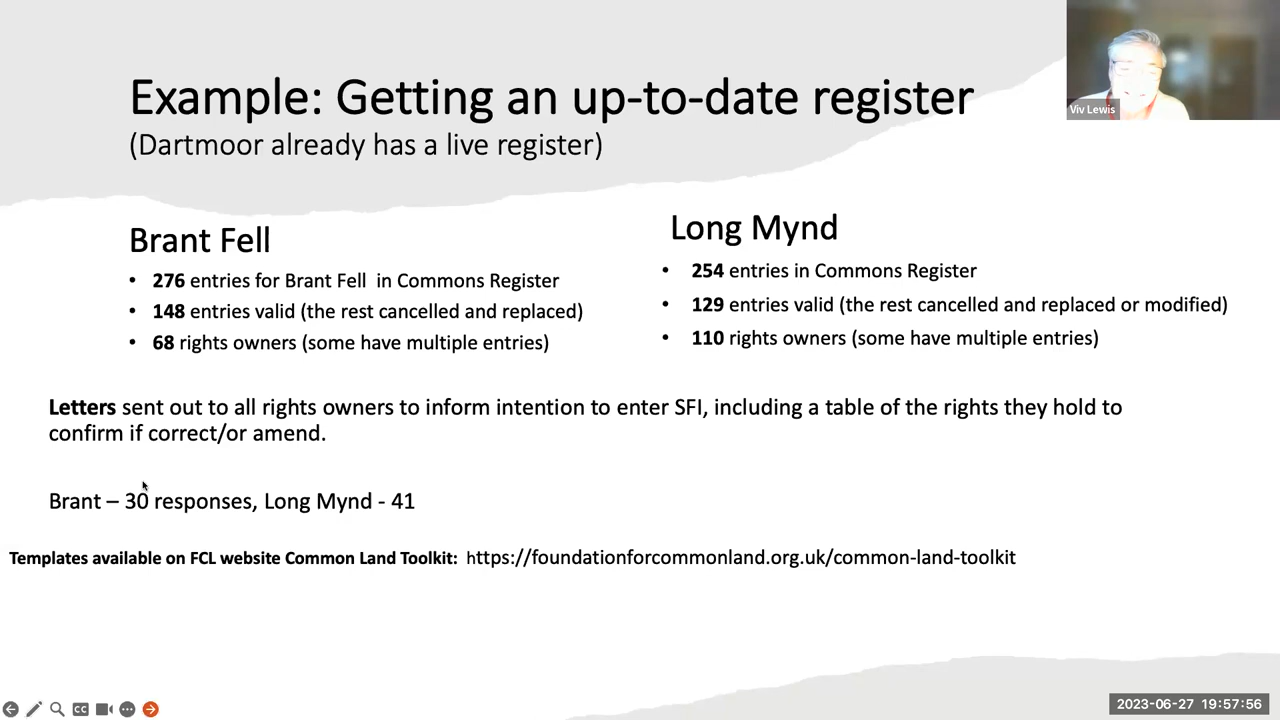 Example: Getting an up-to-date register
(Dartmoor already has a live register)
Viv Lewis
Brant Fell
• 276 entries for Brant Fell in Commons Register
• 148 entries valid (the rest cancelled and replaced)
• 68 rights owners (some have multiple entries)
Long Mynd
• 254 entries in Commons Register
• 129 entries valid (the rest cancelled and replaced or modified)
• 110 rights owners (some have multiple entries)
Letters sent out to all rights owners to inform intention to enter SFI, including a table of the rights they hold to
confirm if correct/or amend.
Brant – 30 responses, Long Mynd - 41
Templates available on FCL website Common Land Toolkit: https://foundationforcommonland.org.uk/common-land-toolkit
CC
2023-06-27 19:57:56